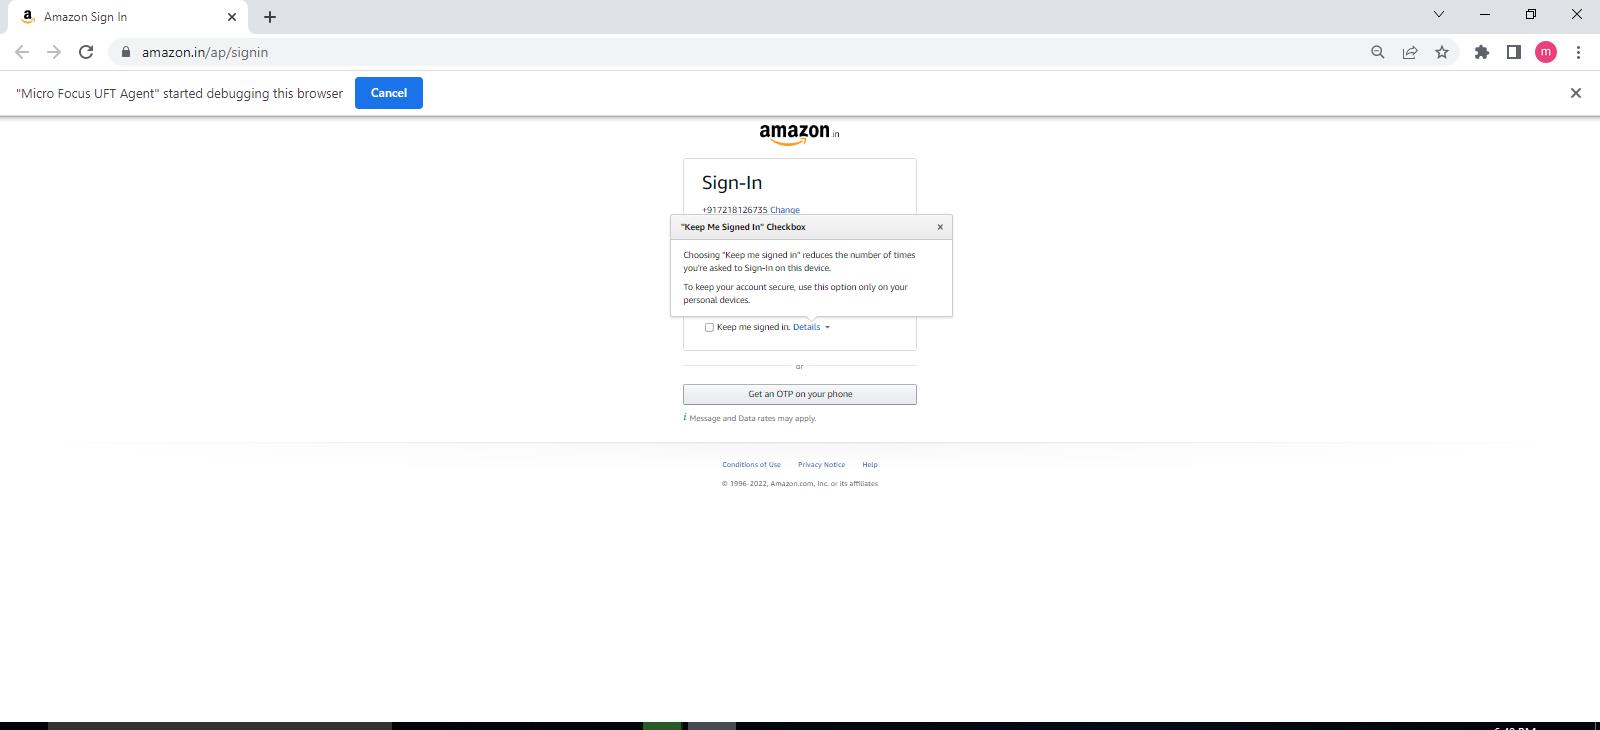 Amazon Sign In
amazon.in/ap/signin
m
"Micro Focus UFT Agent" started debugging this browser
Cancel
amazon.in
Sign-In
+917218126735 Change
"Keep Me Signed In" Checkbox
Choosing "Keep me signed in" reduces the number of times
you're asked to Sign-In on this device.
To keep your account secure, use this option only on your
personal devices.
Keep me signed in. Details
or
Get an OTP on your phone
i Message and Data rates may apply.
Conditions of Use Privacy Notice Help
© 1996-2022, Amazon.com, Inc. or its affiliates